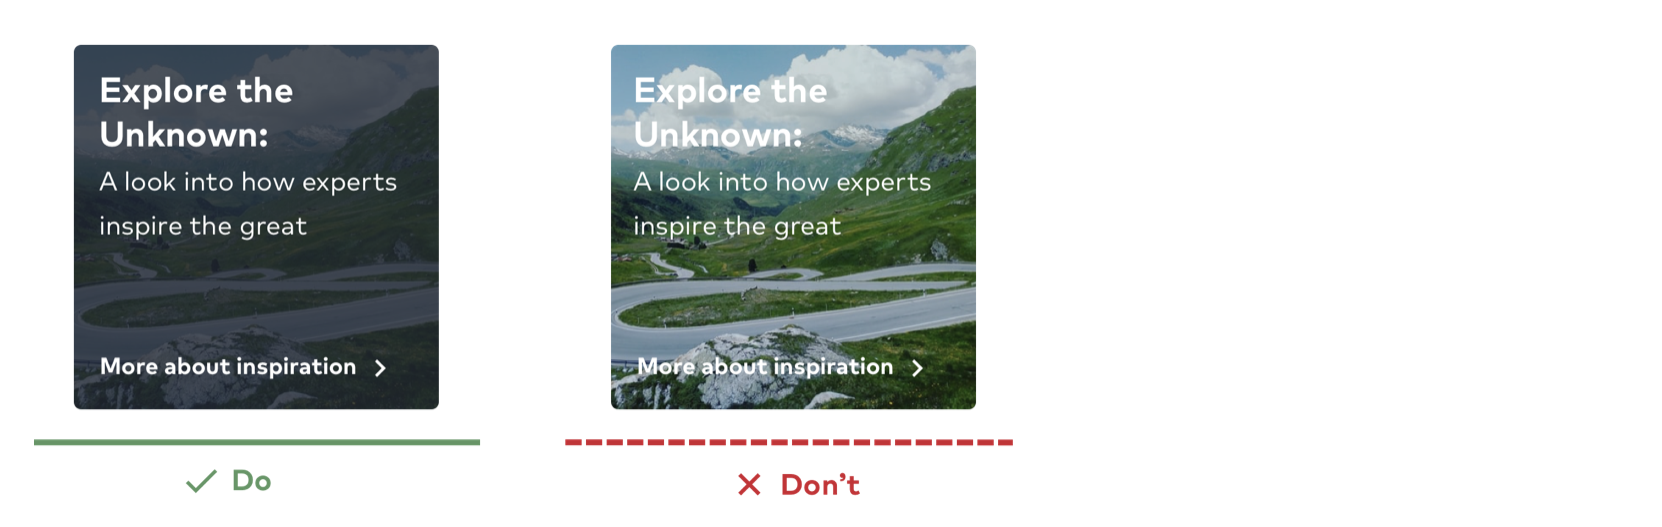 Explore the
Unknown:
A look into how experts
inspire the great
More about inspiration
Do
Explore the
Unknown:
A look into how experts
inspire the great
More about inspiration
Don’t